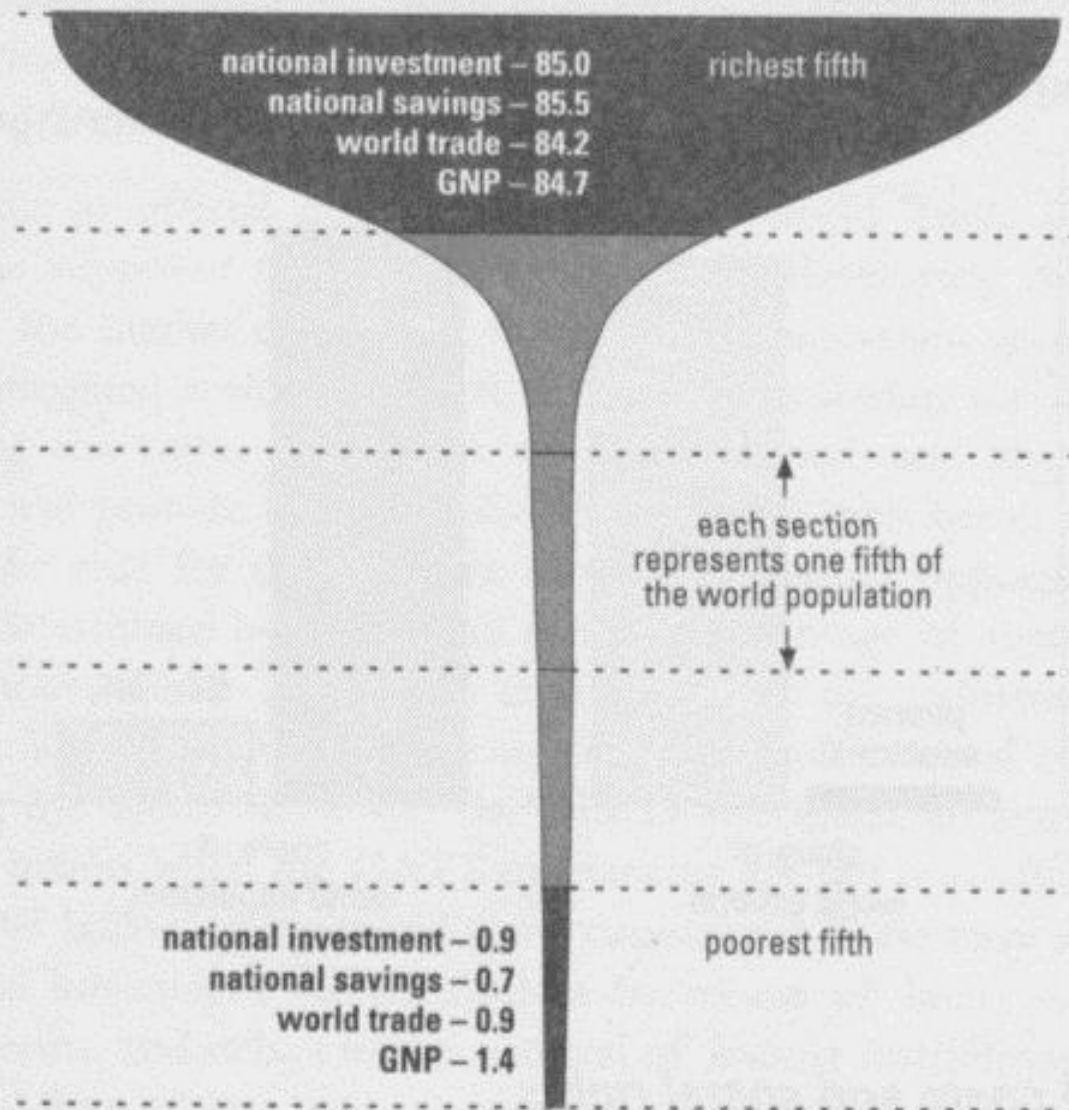 national investment – 85.0
national savings – 85.5
world trade – 84.2
GNP – 84.7
richest fifth
each section
represents one fifth of
the world population
national investment – 0.9
national savings – 0.7
world trade – 0.9
GNP – 1.4
poorest fifth